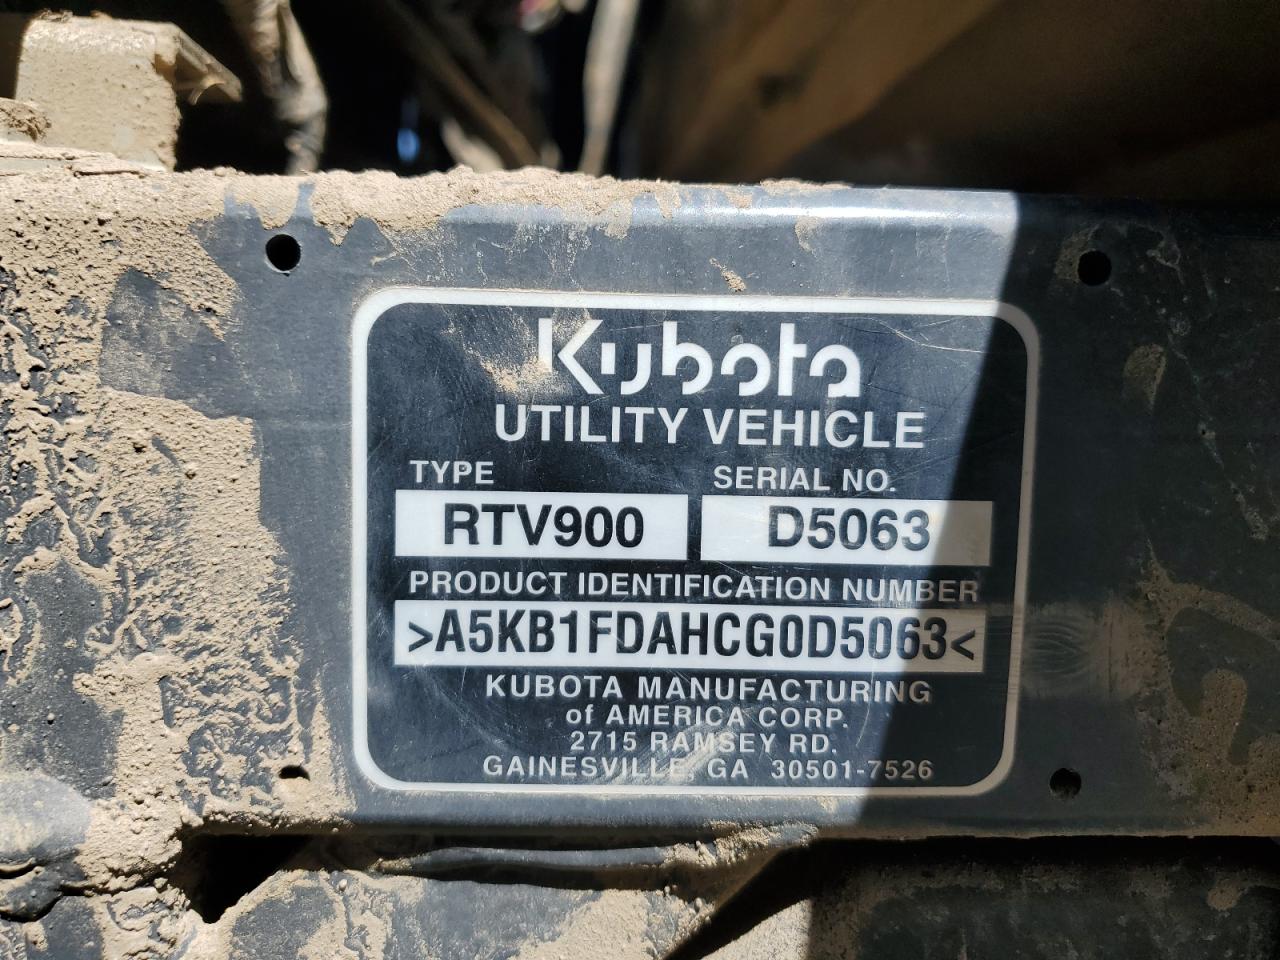 Kubota
UTILITY VEHICLE
TYPE SERIAL NO.
RTV900 D5063
PRODUCT IDENTIFICATION NUMBER
>A5KB1FDAHCG0D5063<
KUBOTA MANUFACTURING
of AMERICA CORP.
2715 RAMSEY RD.
GAINESVILLE, GA 30501-7526